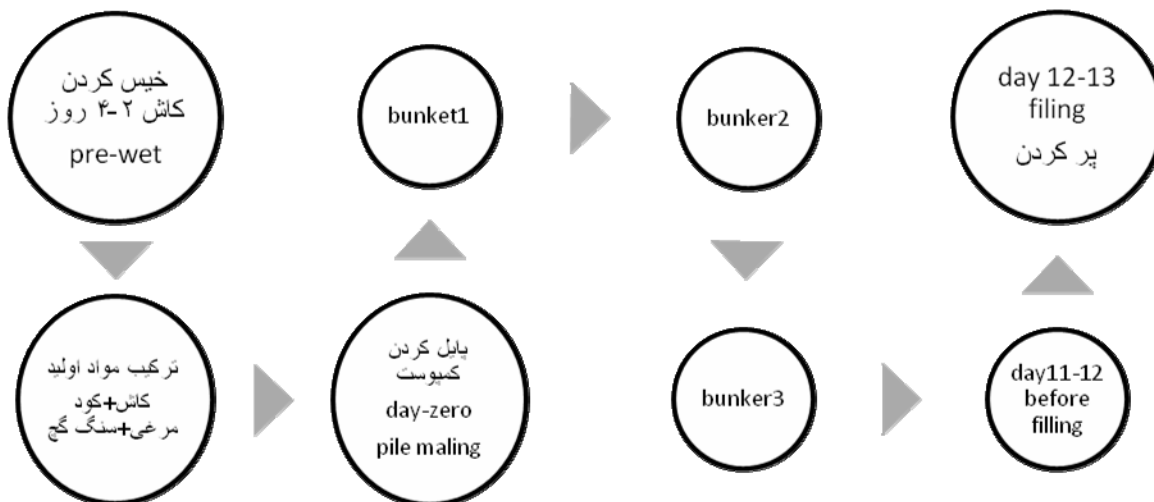 خیس کردن
کاش ۲-۴ روز
pre-wet
ترکیب مواد اولید
کاش+کود
مرغی+سنگ گچ
پایل کردن
کمپوست
day-zero
pile maling
bunket1
bunker2
bunker3
day11-12
before
filling
day 12-13
filing
پر کردن